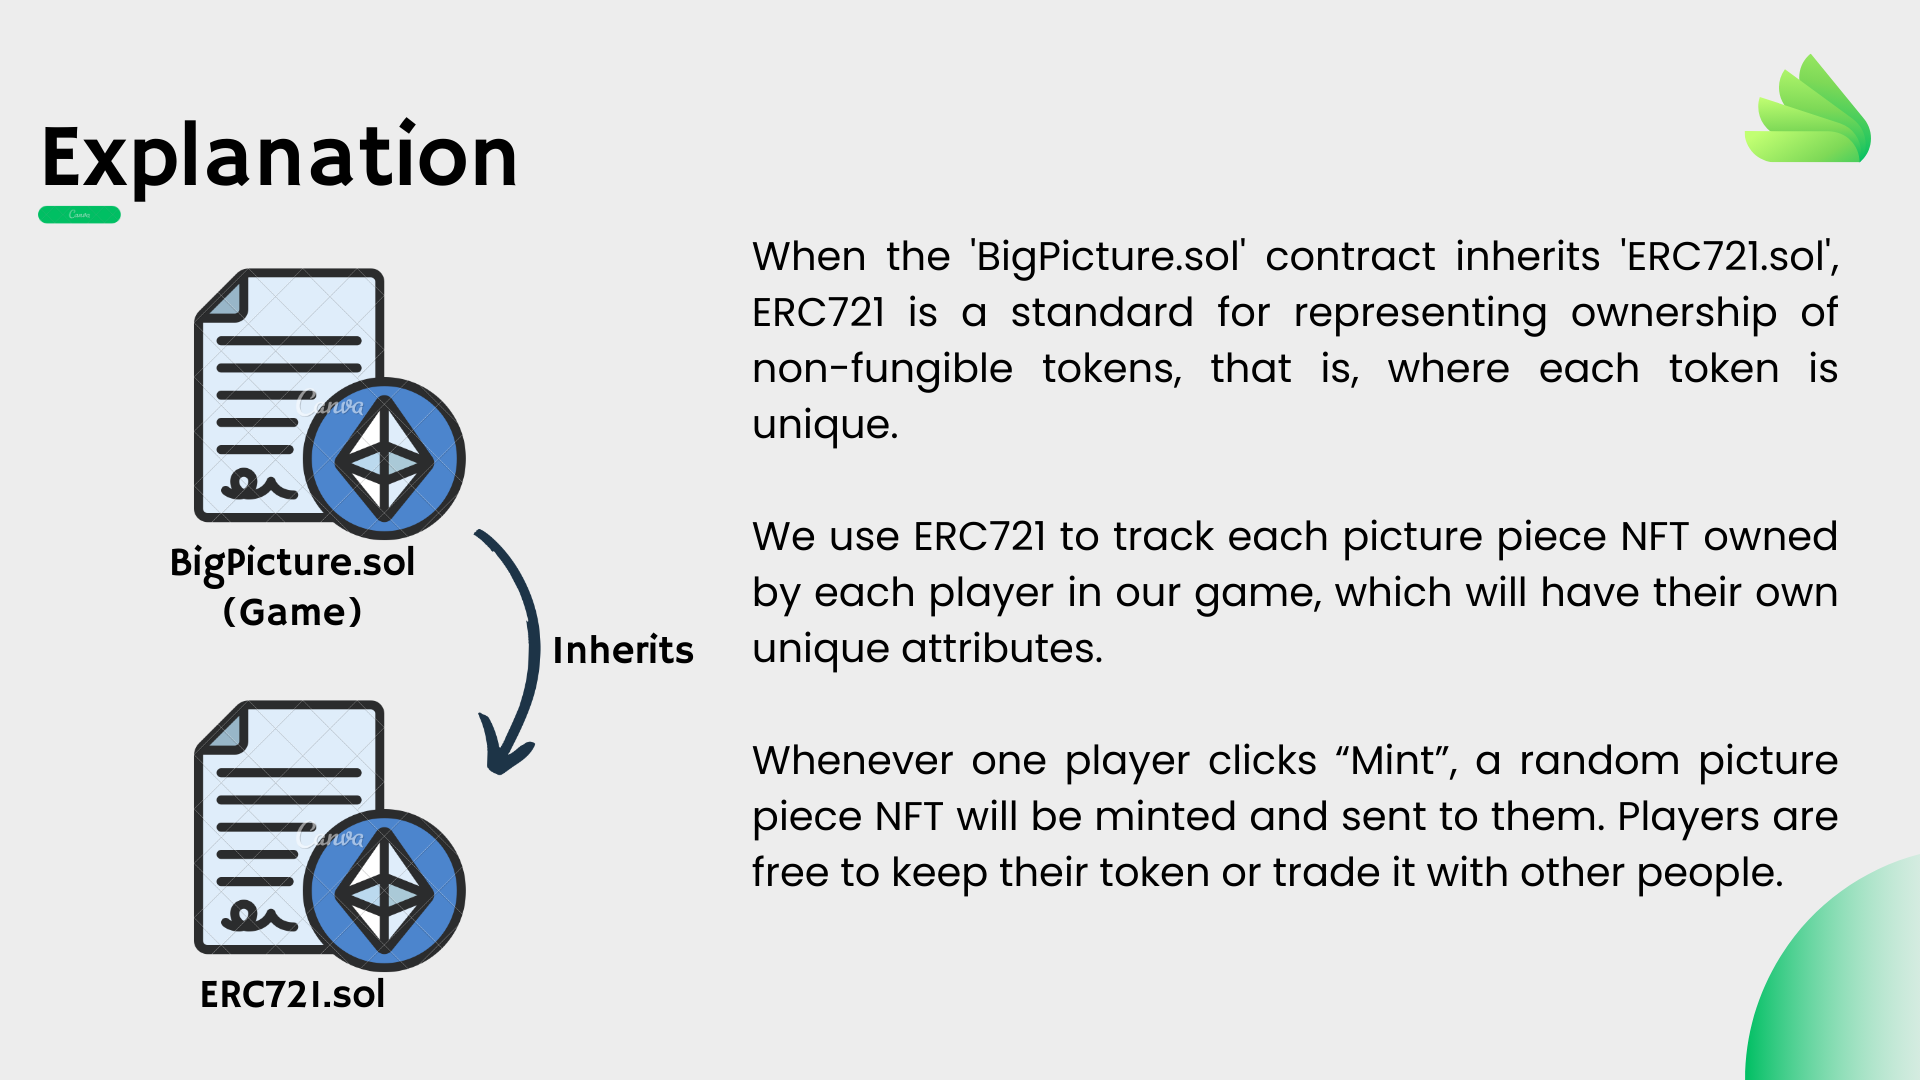 Explanation
Canva
Canva
BigPicture.sol
(Game)
Inherits
Canva
ERC721.sol
When the 'BigPicture.sol' contract inherits 'ERC721.sol',
ERC721 is a standard for representing ownership of
non-fungible tokens, that is, where each token is
unique.
We use ERC721 to track each picture piece NFT owned
by each player in our game, which will have their own
unique attributes.
Whenever one player clicks “Mint”, a random picture
piece NFT will be minted and sent to them. Players are
free to keep their token or trade it with other people.